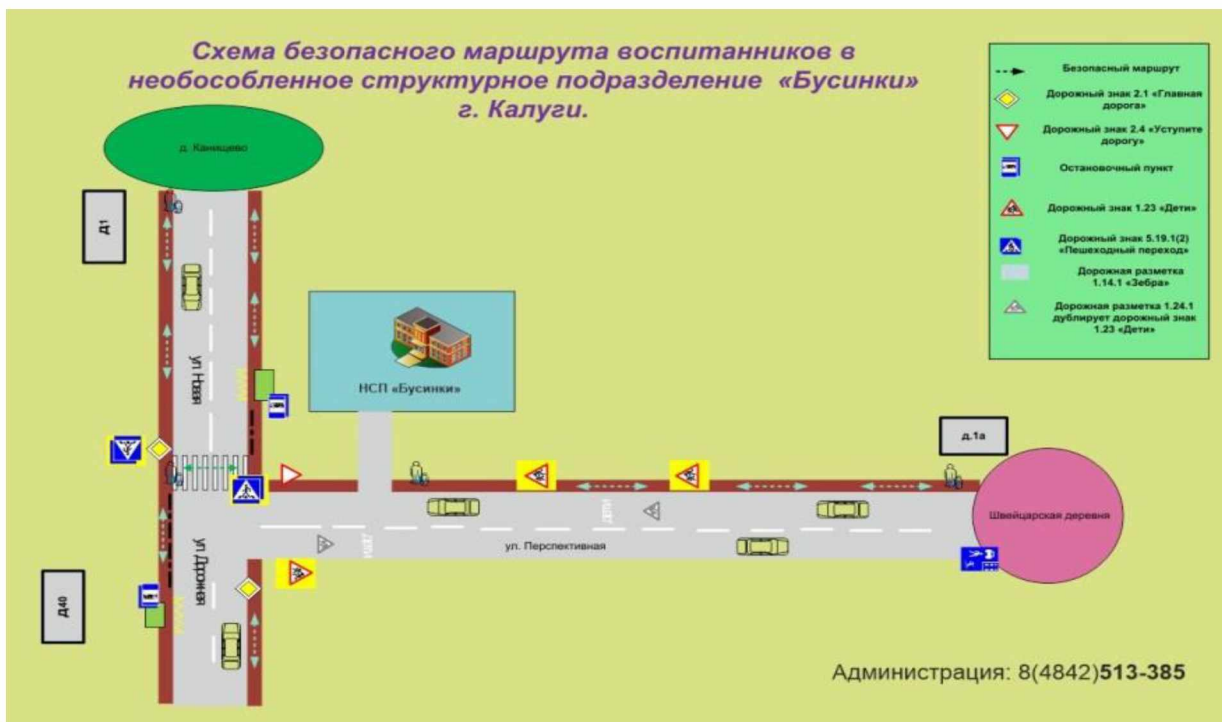 Схема безопасного маршрута воспитанников в
необособленное структурное подразделение «Бусинки»
г. Калуги.
Безопасный маршрут
Дорожный знак 2.1 «Главная
дорога»
Дорожный знак 2.4 «Уступите
дорогу»
Остановочный пункт
Дорожный знак 1.23 «Дети»
Дорожный знак 5.19.1(2)
«Пешеходный переход»
Дорожная разметка
1.14.1 «Зебра»
Дорожная разметка 1.24.1
дублирует дорожный знак
1.23 «Дети»
д. Канищево
Д1
ул. Новая
НСП «Бусинки»
д.1а
Швейцарская деревня
ДЕТИ
ДЕТИ
ул. Перспективная
ул. Дорожная
Д40
Администрация: 8(4842)513-385